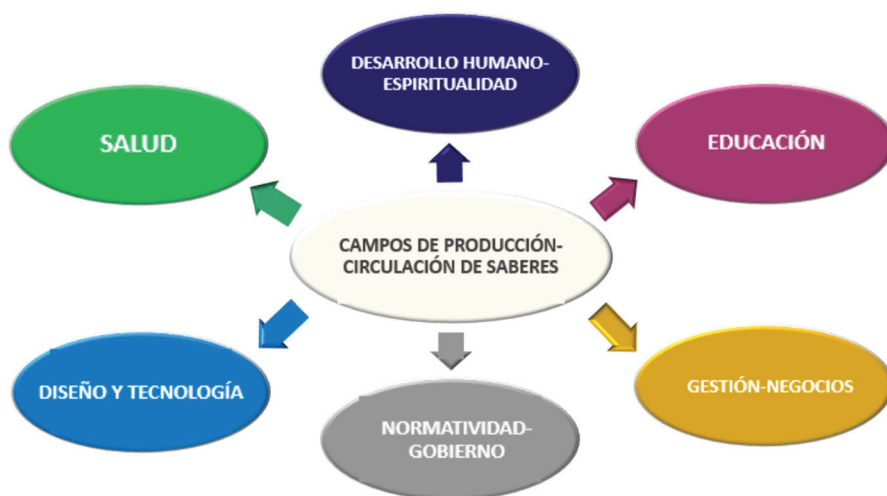 DESARROLLO HUMANO-
ESPIRITUALIDAD
SALUD
EDUCACIÓN
CAMPOS DE PRODUCCIÓN-
CIRCULACIÓN DE SABERES
DISEÑO Y TECNOLOGÍA
GESTIÓN-NEGOCIOS
NORMATIVIDAD-
GOBIERNO